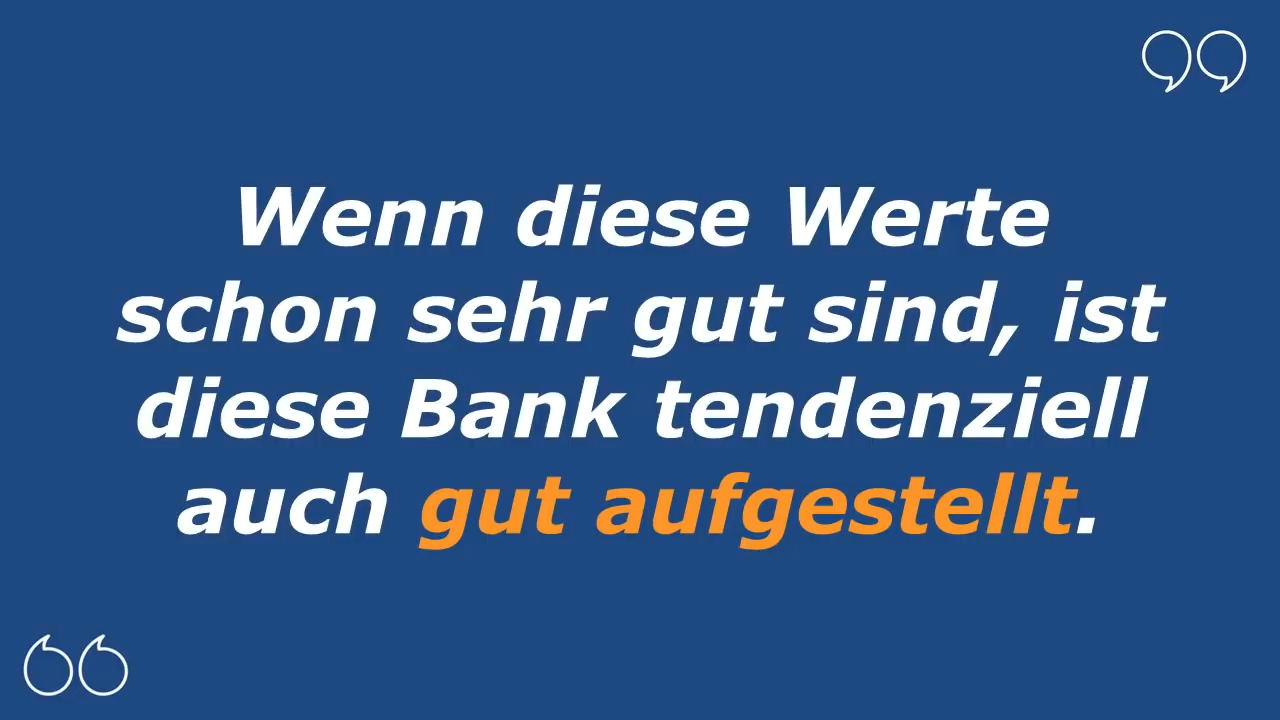 Wenn diese Werte
schon sehr gut sind, ist
diese Bank tendenziell
auch gut aufgestellt.